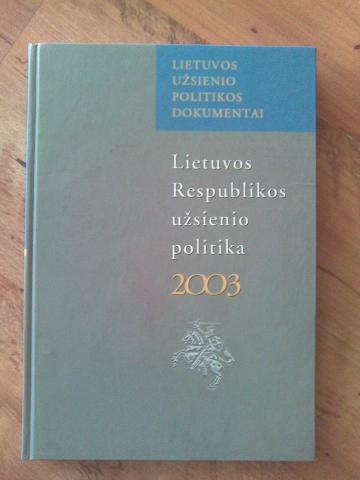 LIETUVOS
UŽSIENIO
POLITIKOS
DOKUMENTAI
Lietuvos
Respublikos
užsienio
politika
2003